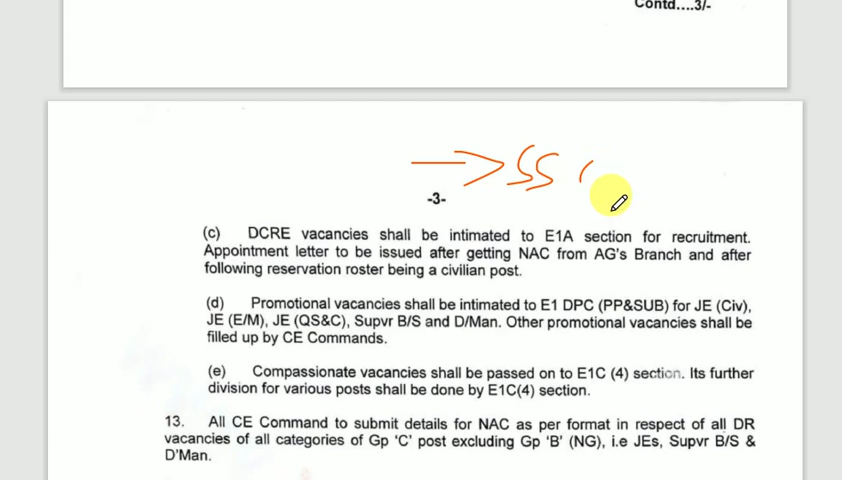 Contd....3/-
SS
-3-
(c) DCRE vacancies shall be intimated to E1A section for recruitment.
Appointment letter to be issued after getting NAC from AG's Branch and after
following reservation roster being a civilian post.
(d) Promotional vacancies shall be intimated to E1 DPC (PP&SUB) for JE (Civ),
JE (E/M), JE (QS&C), Supvr B/S and D/Man. Other promotional vacancies shall be
filled up by CE Commands.
(e) Compassionate vacancies shall be passed on to E1C (4) section. Its further
division for various posts shall be done by E1C(4) section.
13. All CE Command to submit details for NAC as per format in respect of all DR
vacancies of all categories of Gp 'C' post excluding Gp 'B' (NG), i.e JEs, Supvr B/S &
D'Man.